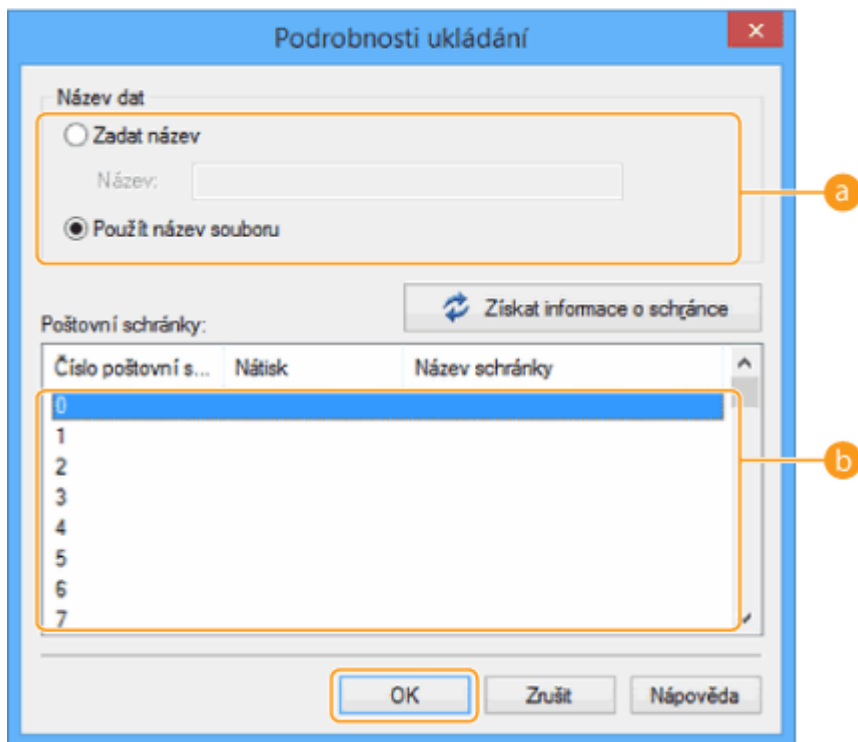 Podrobnosti ukládání
Název dat
Zadat název
Název:
a
Použít název souboru
Získat informace o schránce
Poštovní schránky:
Číslo poštovní s... Nátisk Název schránky
0
1
2
b
3
4
5
6
7
OK Zrušit Nápověda